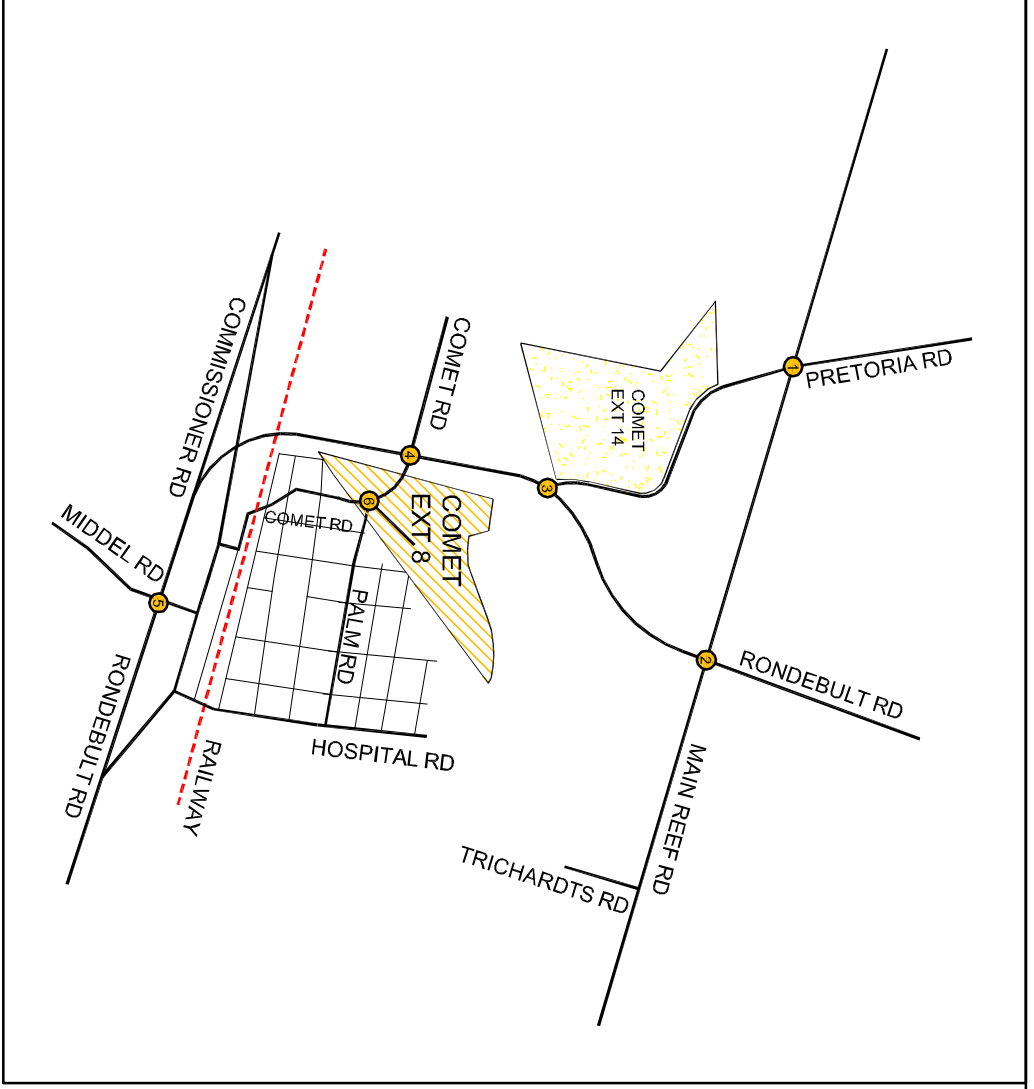 1
PRETORIA RD
COMET
EXT 14
COMET RD
COMMISSIONER RD
4
3
6
COMET
EXT 8
COMET RD
MIDDEL RD
5
PALM RD
2
RONDEBULT RD
RONDEBULT RD
RAILWAY
HOSPITAL RD
MAIN REEF RD
TRICHARDTS RD